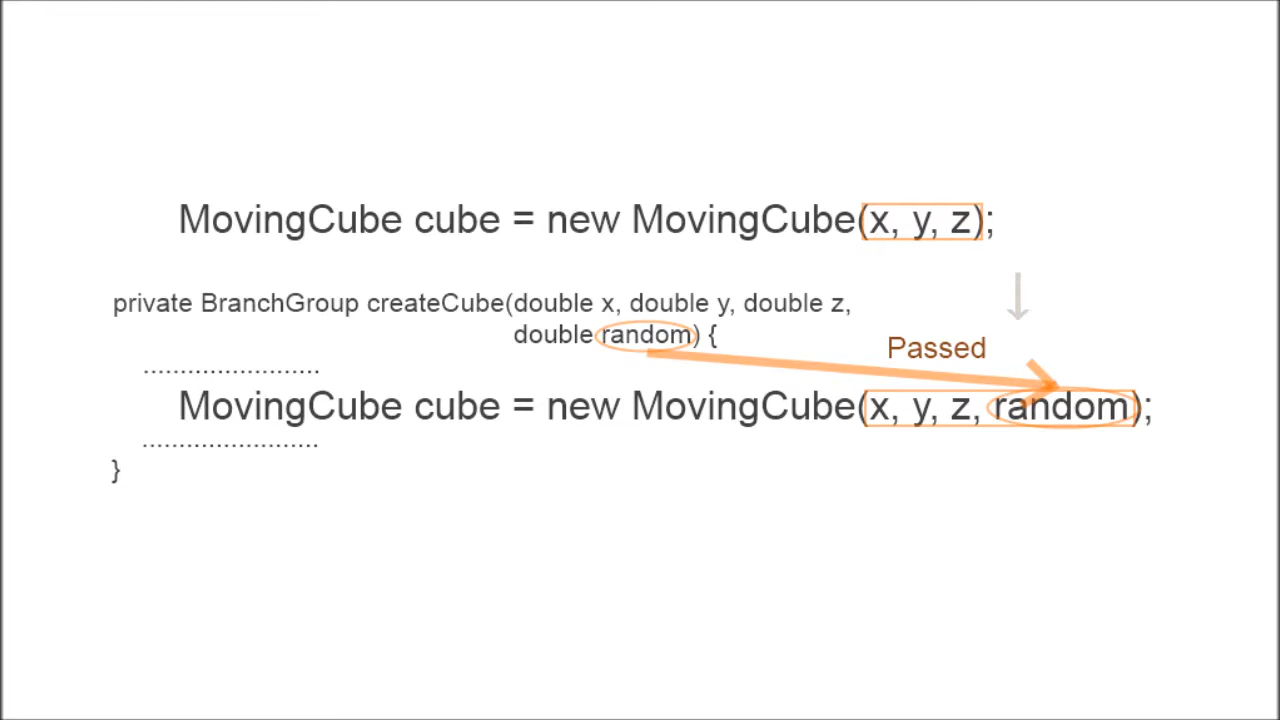 MovingCube cube = new MovingCube(x, y, z);
private BranchGroup createCube(double x, double y, double z,
double random) {
Passed
........................
MovingCube cube = new MovingCube(x, y, z, random);
........................
}